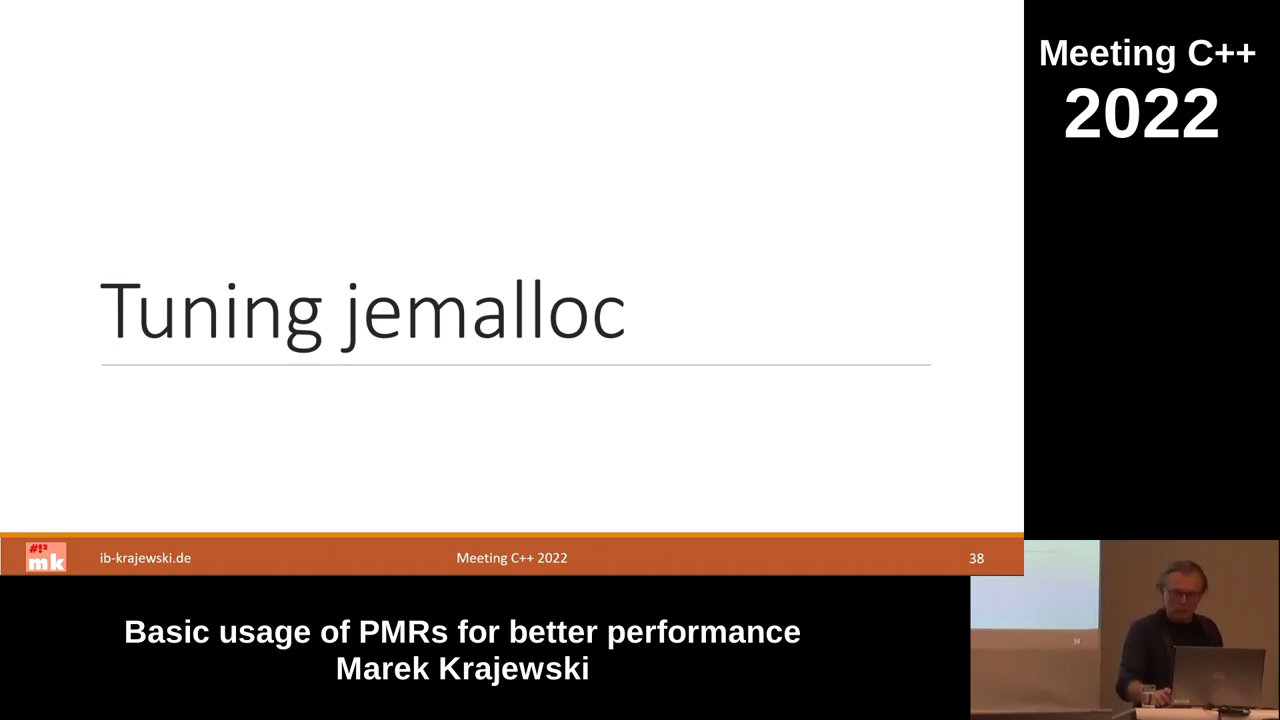 Meeting C++
2022
Tuning jemalloc
#!²
mk
ib-krajewski.de
Meeting C++ 2022
38
Basic usage of PMRs for better performance
Marek Krajewski